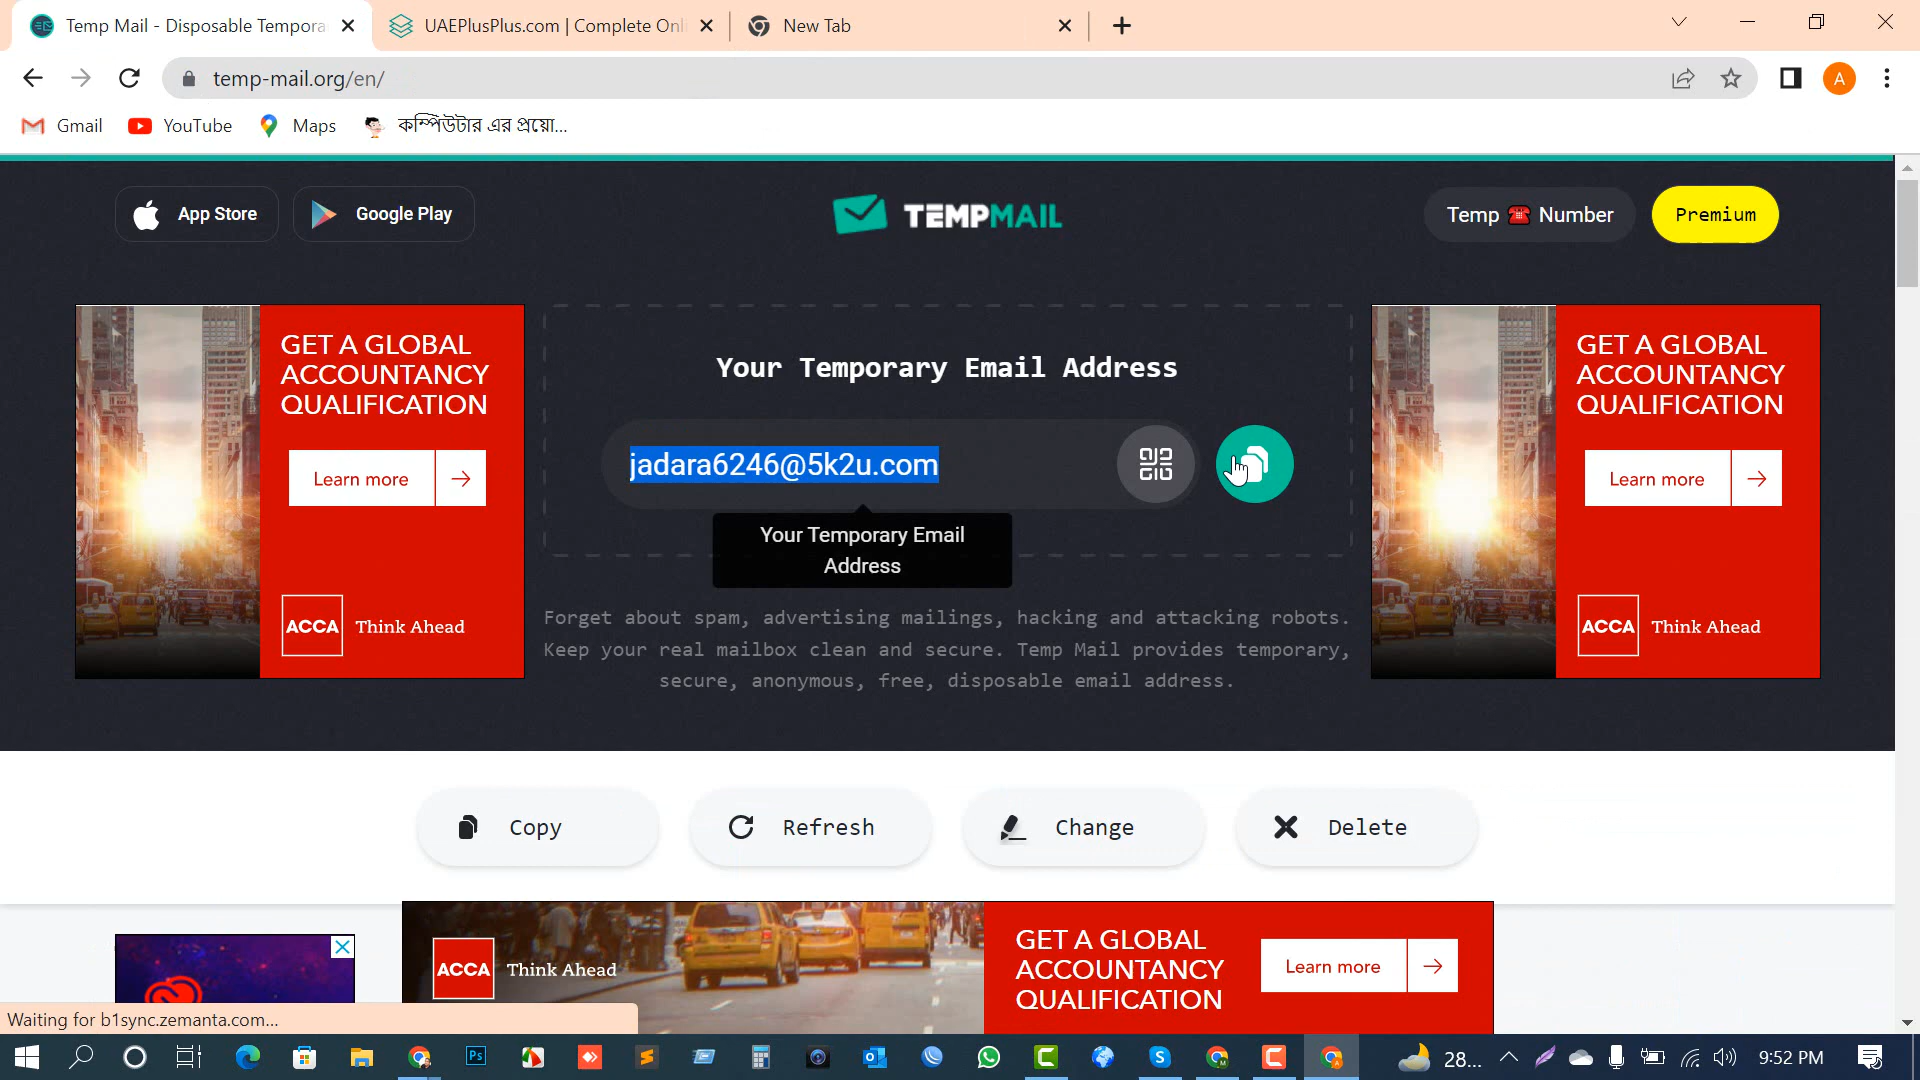 Temp Mail - Disposable Tempora
UAEPlusPlus.com | Complete Onli
New Tab
temp-mail.org/en/
A
Gmail
YouTube
Maps
কম্পিউটার এর প্রয়ো...
App Store
Google Play
TEMPMAIL
Temp ☎ Number
Premium
GET A GLOBAL
ACCOUNTANCY
QUALIFICATION
Learn more
ACCA
Think Ahead
Your Temporary Email Address
jadara6246@5k2u.com
Your Temporary Email
Address
Forget about spam, advertising mailings, hacking and attacking robots.
Keep your real mailbox clean and secure. Temp Mail provides temporary,
secure, anonymous, free, disposable email address.
GET A GLOBAL
ACCOUNTANCY
QUALIFICATION
Learn more
ACCA
Think Ahead
Copy
Refresh
Change
Delete
ACCA
Think Ahead
GET A GLOBAL
ACCOUNTANCY
QUALIFICATION
Learn more
Waiting for b1sync.zemanta.com...
Ps
28...
9:52 PM